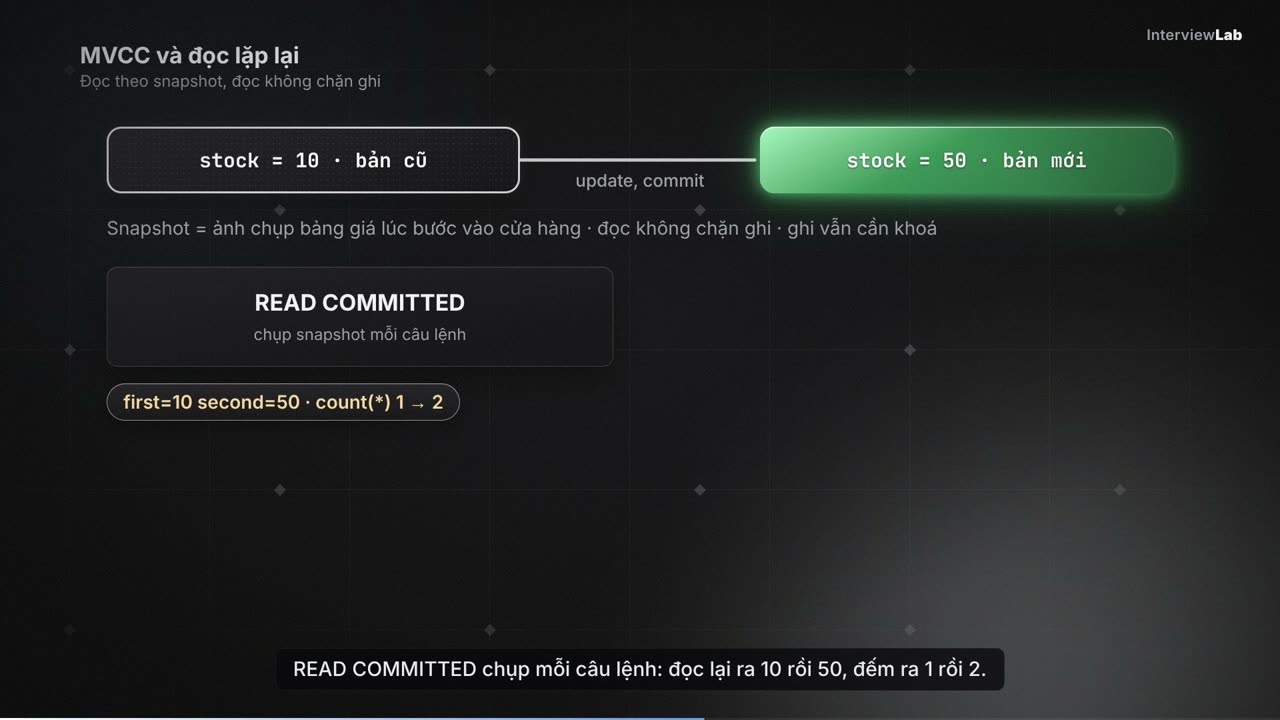 MVCC và đọc lặp lại
InterviewLab
Đọc theo snapshot, đọc không chặn ghi
stock = 10 · bản cũ
update, commit
stock = 50 · bản mới
Snapshot = ảnh chụp bảng giá lúc bước vào cửa hàng · đọc không chặn ghi · ghi vẫn cần khoá
READ COMMITTED
chụp snapshot mỗi câu lệnh
first=10 second=50 · count(*) 1 → 2
READ COMMITTED chụp mỗi câu lệnh: đọc lại ra 10 rồi 50, đếm ra 1 rồi 2.